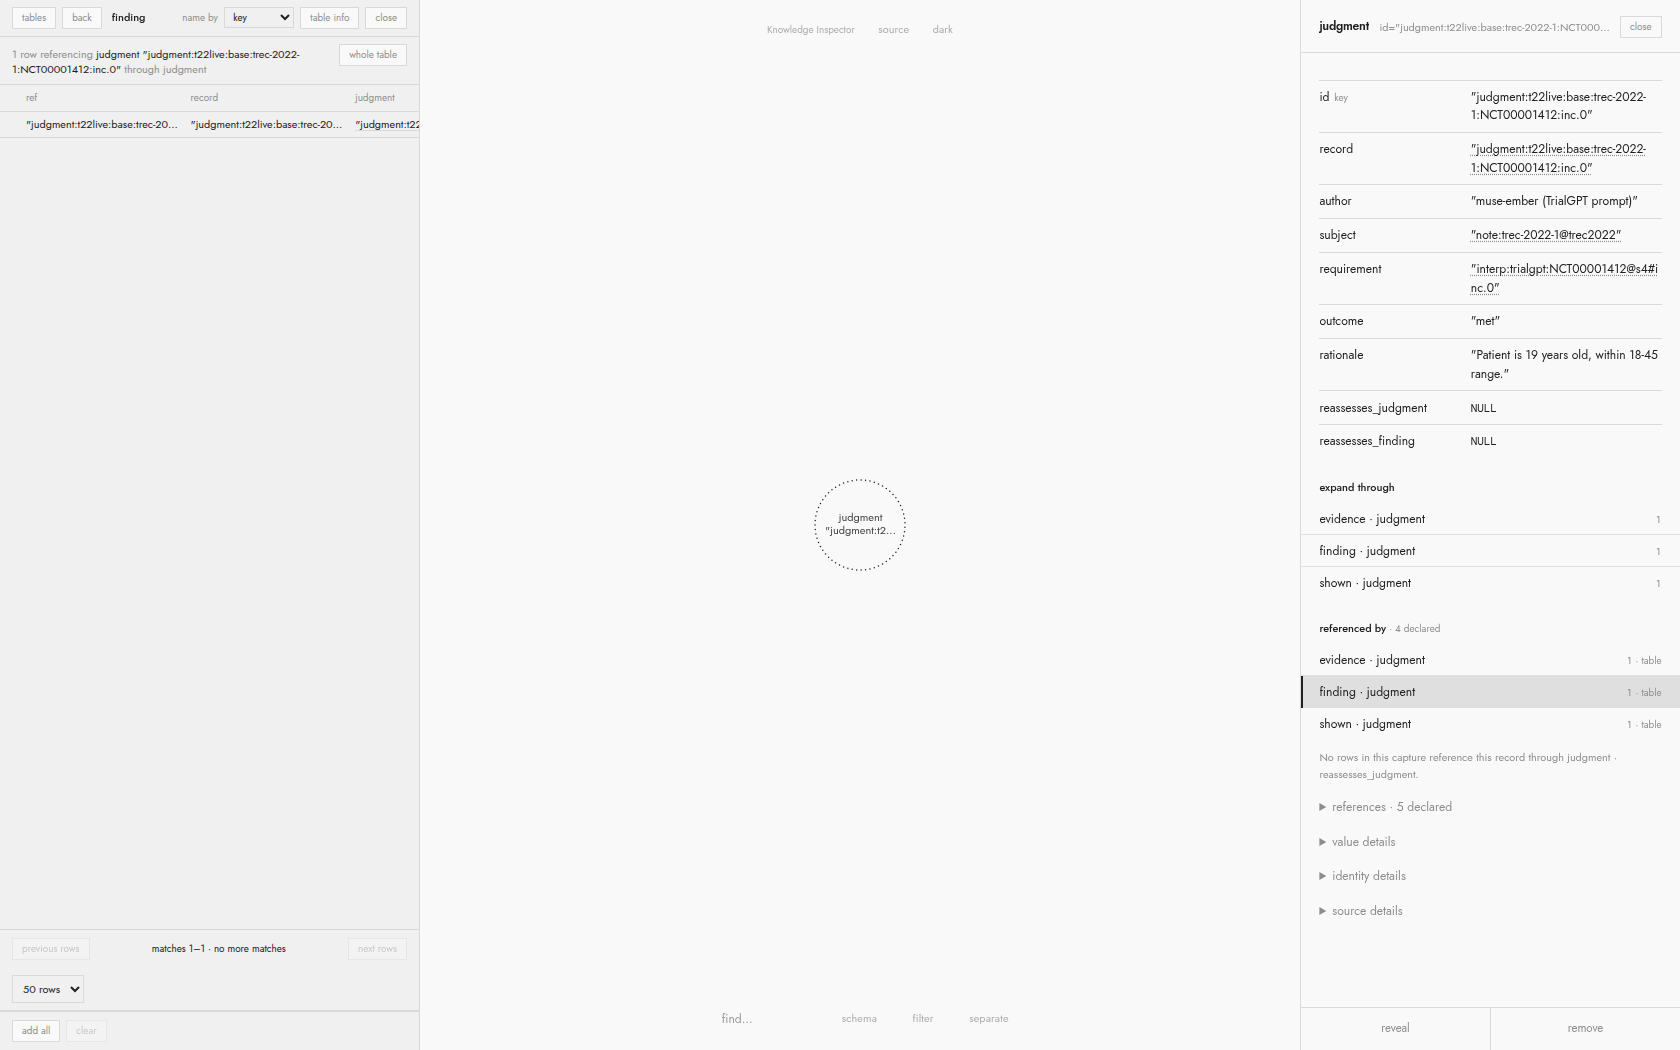 tables back finding name by key table info close
1 row referencing judgment "judgment:t22live:base:trec-2022-
1:NCT00001412:inc.0" through judgment
whole table
ref record judgment
"judgment:t22live:base:trec-20... "judgment:t22live:base:trec-20... "judgment:t22
previous rows matches 1–1 · no more matches next rows
50 rows
add all clear
Knowledge Inspector source dark
judgment
"judgment:t2...
find... schema filter separate
judgment id="judgment:t22live:base:trec-2022-1:NCT000... close
id key "judgment:t22live:base:trec-2022-
1:NCT00001412:inc.0"
record "judgment:t22live:base:trec-2022-
1:NCT00001412:inc.0"
author "muse-ember (TrialGPT prompt)"
subject "note:trec-2022-1@trec2022"
requirement "interp:trialgpt:NCT00001412@s4#i
nc.0"
outcome "met"
rationale "Patient is 19 years old, within 18-45
range."
reassesses_judgment NULL
reassesses_finding NULL
expand through
evidence · judgment 1
finding · judgment 1
shown · judgment 1
referenced by · 4 declared
evidence · judgment 1 · table
finding · judgment 1 · table
shown · judgment 1 · table
No rows in this capture reference this record through judgment ·
reassesses_judgment.
▶ references · 5 declared
▶ value details
▶ identity details
▶ source details
reveal remove